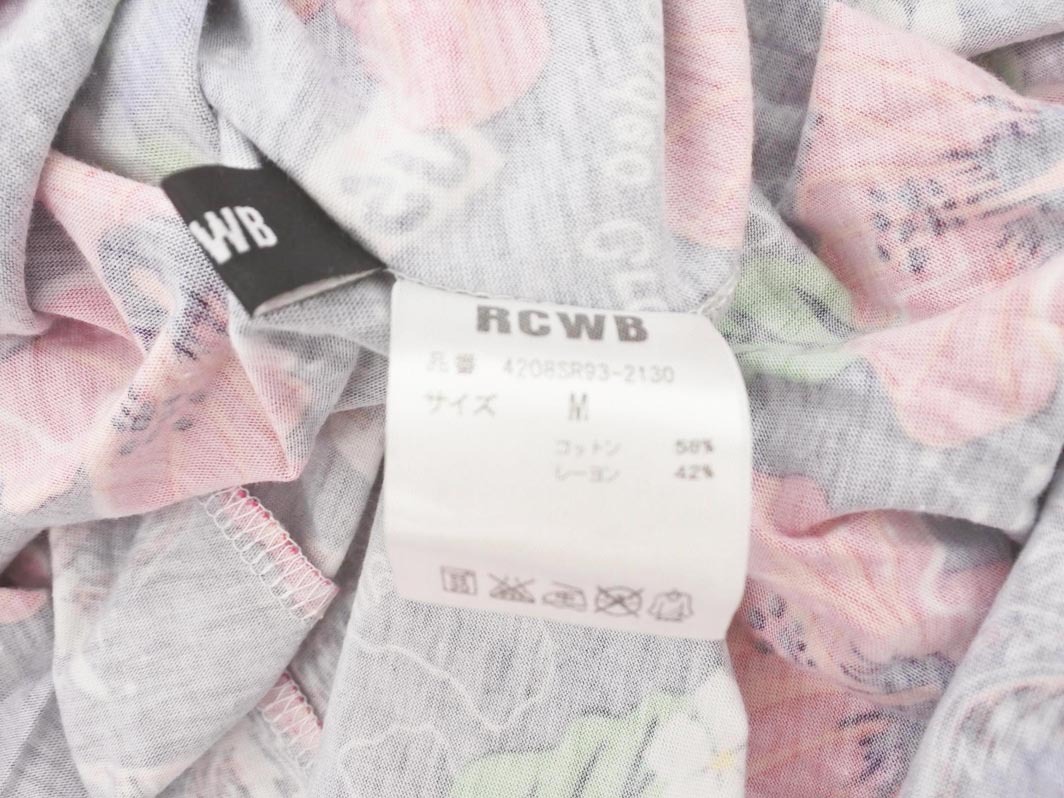 WB
RCWB
品番 4208SR93-2130
サイズ M
コットン 58%
レーヨン 42%